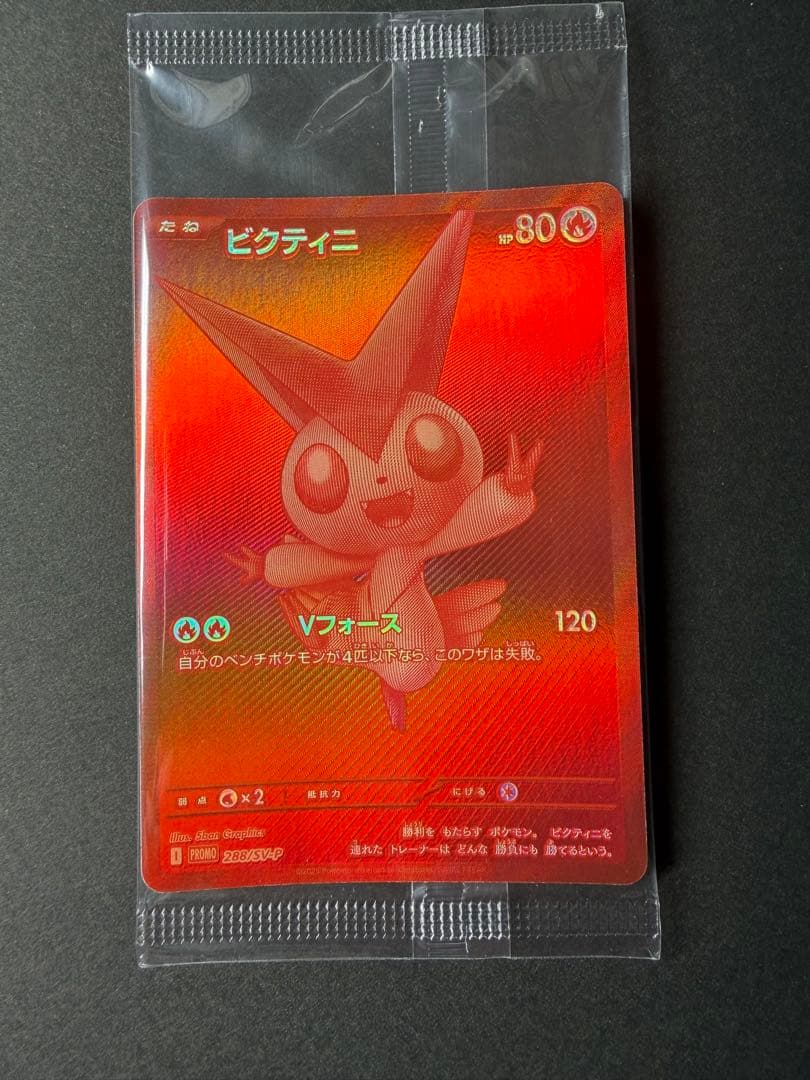 たね ビクティニ HP80
Vフォース 120
自分のベンチポケモンが4匹以下なら、このワザは失敗。
弱点 ×2 抵抗力 にげる
Illus. 5ban Graphics
勝利を もたらす ポケモン。 ビクティニを
連れた トレーナーは どんな 勝負にも 勝てるという。
I PROMO 288/SV-P